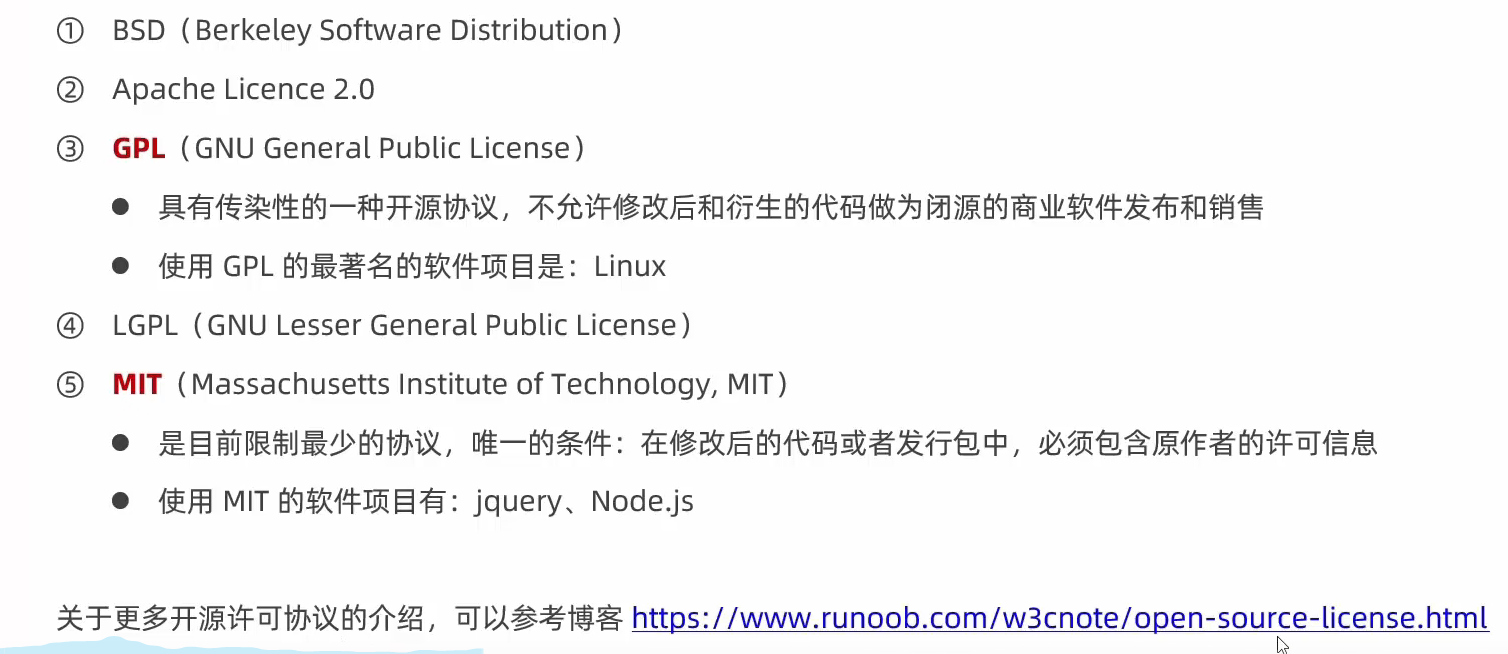 ① BSD（Berkeley Software Distribution）
② Apache Licence 2.0
③ GPL（GNU General Public License）
● 具有传染性的一种开源协议，不允许修改后和衍生的代码做为闭源的商业软件发布和销售
● 使用 GPL 的最著名的软件项目是：Linux
④ LGPL（GNU Lesser General Public License）
⑤ MIT（Massachusetts Institute of Technology, MIT）
● 是目前限制最少的协议，唯一的条件：在修改后的代码或者发行包中，必须包含原作者的许可信息
● 使用 MIT 的软件项目有：jquery、Node.js
关于更多开源许可协议的介绍，可以参考博客 https://www.runoob.com/w3cnote/open-source-license.html